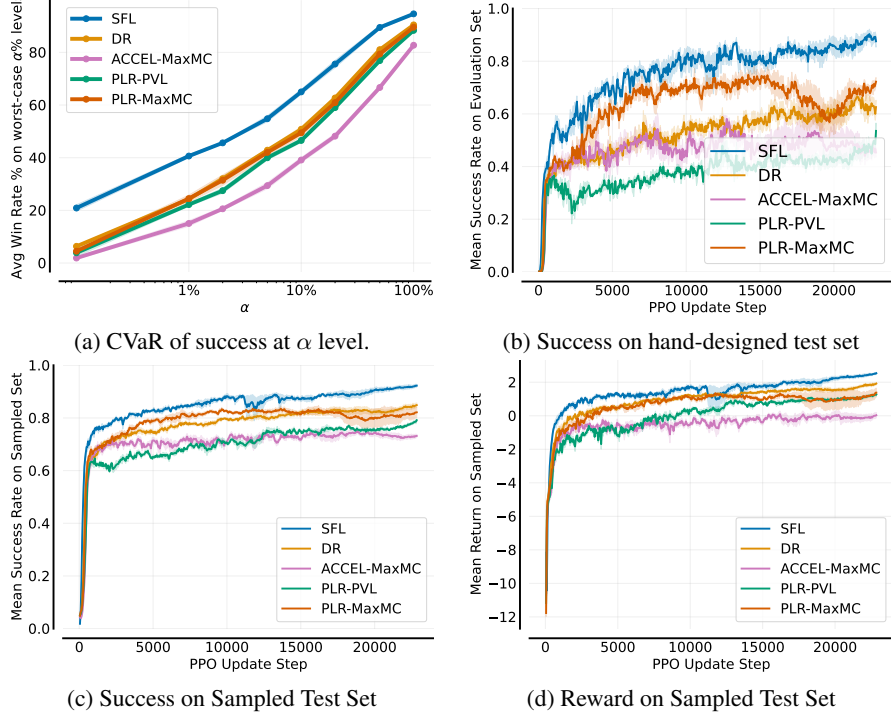 Avg Win Rate % on worst-case α% level
80
60
40
20
0
1%
10%
100%
α
SFL
DR
ACCEL-MaxMC
PLR-PVL
PLR-MaxMC
(a) CVaR of success at α level.
Mean Success Rate on Evaluation Set
1.0
0.8
0.6
0.4
0.2
0.0
0
5000
10000
15000
20000
PPO Update Step
SFL
DR
ACCEL-MaxMC
PLR-PVL
PLR-MaxMC
(b) Success on hand-designed test set
Mean Success Rate on Sampled Set
1.0
0.8
0.6
0.4
0.2
0.0
0
5000
10000
15000
20000
PPO Update Step
SFL
DR
ACCEL-MaxMC
PLR-PVL
PLR-MaxMC
(c) Success on Sampled Test Set
Mean Return on Sampled Set
2
0
−2
−4
−6
−8
−10
−12
0
5000
10000
15000
20000
PPO Update Step
SFL
DR
ACCEL-MaxMC
PLR-PVL
PLR-MaxMC
(d) Reward on Sampled Test Set